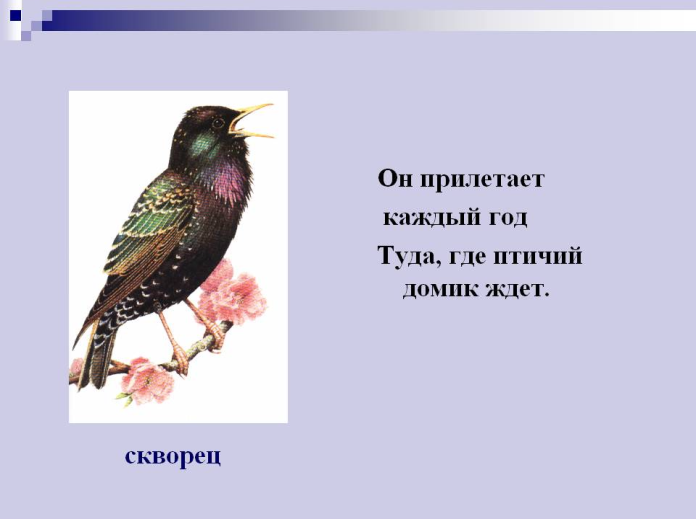 Он прилетает
каждый год
Туда, где птичий
домик ждет.
скворец